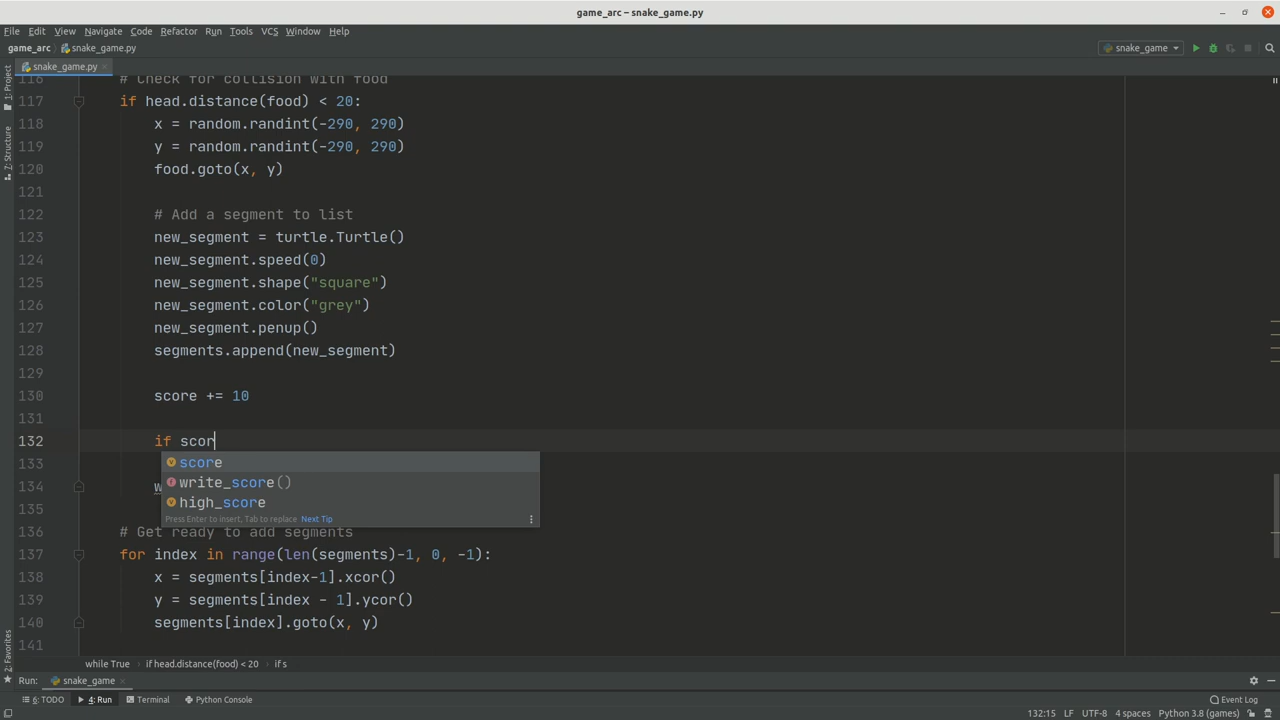 game_arc – snake_game.py
File Edit View Navigate Code Refactor Run Tools VCS Window Help
game_arc snake_game.py snake_game
snake_game.py
1: Project
7: Structure
2: Favorites
116 # Check for collision with food
117 if head.distance(food) < 20:
118 x = random.randint(-290, 290)
119 y = random.randint(-290, 290)
120 food.goto(x, y)
121
122 # Add a segment to list
123 new_segment = turtle.Turtle()
124 new_segment.speed(0)
125 new_segment.shape("square")
126 new_segment.color("grey")
127 new_segment.penup()
128 segments.append(new_segment)
129
130 score += 10
131
132 if scor
score
133
write_score()
134 w
high_score
135
Press Enter to insert, Tab to replace Next Tip
136 # Get ready to add segments
137 for index in range(len(segments)-1, 0, -1):
138 x = segments[index-1].xcor()
139 y = segments[index - 1].ycor()
140 segments[index].goto(x, y)
141
while True if head.distance(food) < 20 if s
Run: snake_game
6: TODO 4: Run Terminal Python Console Event Log
132:15 LF UTF-8 4 spaces Python 3.8 (games)